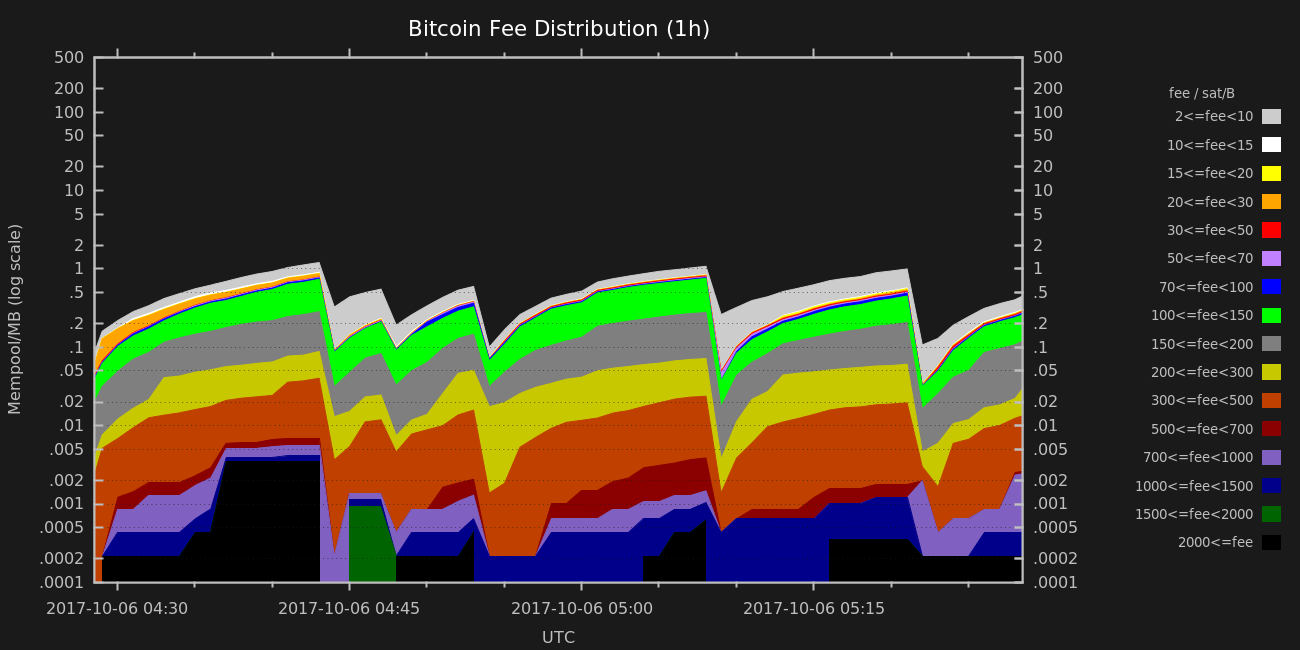 Bitcoin Fee Distribution (1h)
Mempool/MB (log scale)
500
200
100
50
20
10
5
2
1
.5
.2
.1
.05
.02
.01
.005
.002
.001
.0005
.0002
.0001
500
200
100
50
20
10
5
2
1
.5
.2
.1
.05
.02
.01
.005
.002
.001
.0005
.0002
.0001
2017-10-06 04:30
2017-10-06 04:45
2017-10-06 05:00
2017-10-06 05:15
UTC
fee / sat/B
2<=fee<10
10<=fee<15
15<=fee<20
20<=fee<30
30<=fee<50
50<=fee<70
70<=fee<100
100<=fee<150
150<=fee<200
200<=fee<300
300<=fee<500
500<=fee<700
700<=fee<1000
1000<=fee<1500
1500<=fee<2000
2000<=fee